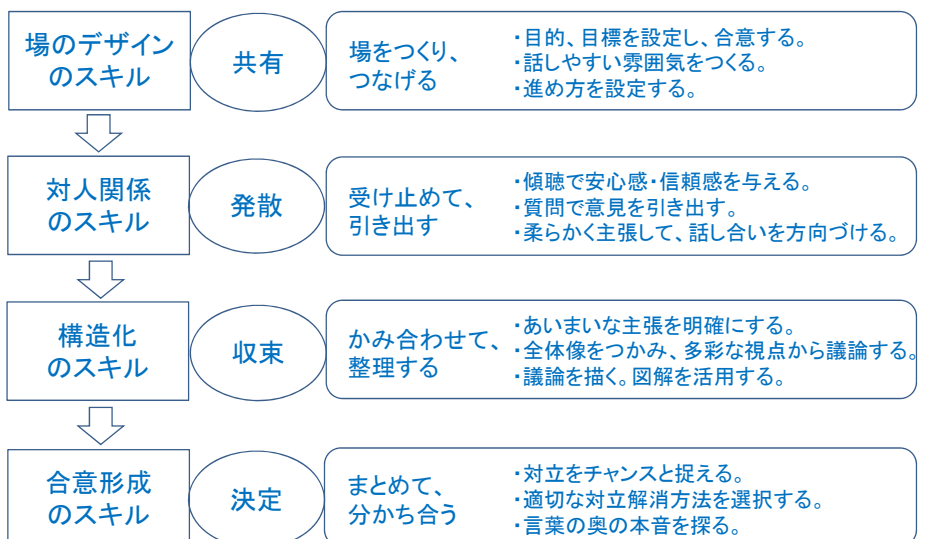 場のデザイン
のスキル
共有
場をつくり、
つなげる
・目的、目標を設定し、合意する。
・話しやすい雰囲気をつくる。
・進め方を設定する。
対人関係
のスキル
発散
受け止めて、
引き出す
・傾聴で安心感・信頼感を与える。
・質問で意見を引き出す。
・柔らかく主張して、話し合いを方向づける。
構造化
のスキル
収束
かみ合わせて、
整理する
・あいまいな主張を明確にする。
・全体像をつかみ、多彩な視点から議論する。
・議論を描く。図解を活用する。
合意形成
のスキル
決定
まとめて、
分かち合う
・対立をチャンスと捉える。
・適切な対立解消方法を選択する。
・言葉の奥の本音を探る。